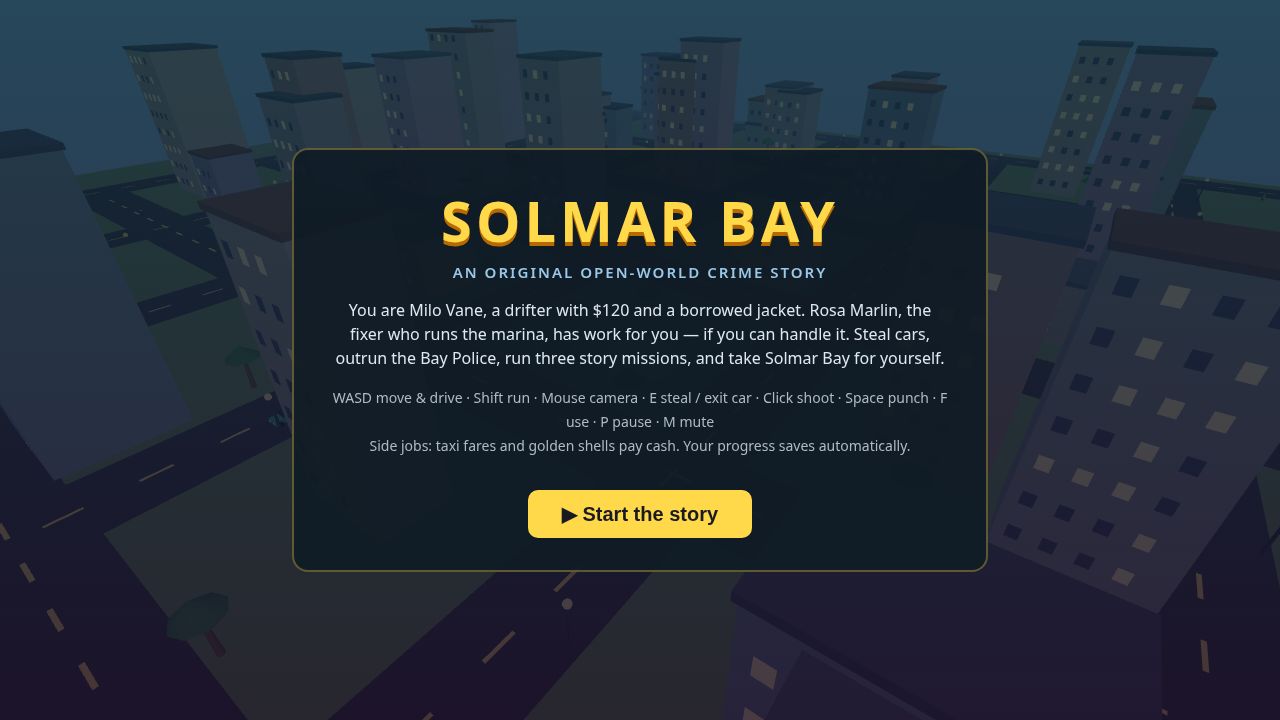 SOLMAR BAY
AN ORIGINAL OPEN-WORLD CRIME STORY
You are Milo Vane, a drifter with $120 and a borrowed jacket. Rosa Marlin, the
fixer who runs the marina, has work for you — if you can handle it. Steal cars,
outrun the Bay Police, run three story missions, and take Solmar Bay for yourself.
WASD move & drive · Shift run · Mouse camera · E steal / exit car · Click shoot · Space punch · F
use · P pause · M mute
Side jobs: taxi fares and golden shells pay cash. Your progress saves automatically.
▶ Start the story